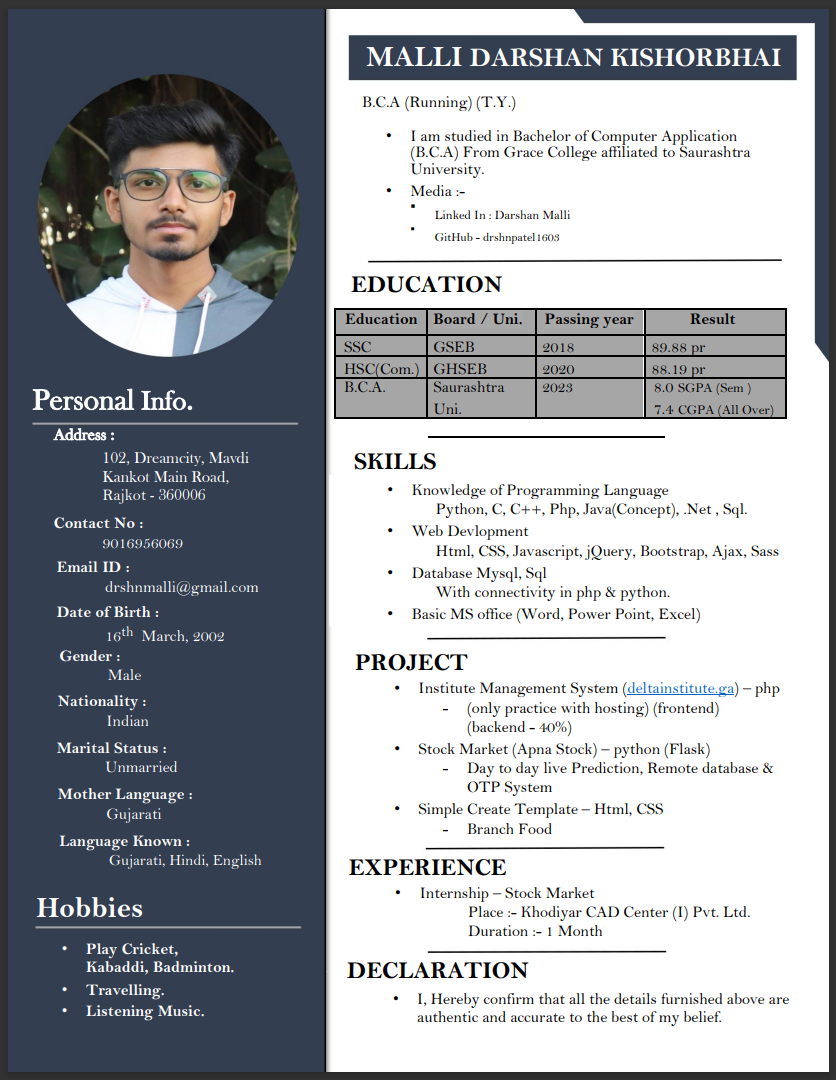 MALLI DARSHAN KISHORBHAI
B.C.A (Running) (T.Y.)
• I am studied in Bachelor of Computer Application
(B.C.A) From Grace College affiliated to Saurashtra
University.
• Media :-
▪ Linked In : Darshan Malli
▪ GitHub - drshnpatel1603
EDUCATION
Education Board / Uni. Passing year Result
SSC GSEB 2018 89.88 pr
HSC(Com.) GHSEB 2020 88.19 pr
B.C.A. Saurashtra 2023 8.0 SGPA (Sem )
Uni. 7.4 CGPA (All Over)
SKILLS
• Knowledge of Programming Language
Python, C, C++, Php, Java(Concept), .Net , Sql.
• Web Devlopment
Html, CSS, Javascript, jQuery, Bootstrap, Ajax, Sass
• Database Mysql, Sql
With connectivity in php & python.
• Basic MS office (Word, Power Point, Excel)
PROJECT
• Institute Management System (deltainstitute.ga) – php
- (only practice with hosting) (frontend)
(backend - 40%)
• Stock Market (Apna Stock) – python (Flask)
- Day to day live Prediction, Remote database &
OTP System
• Simple Create Template – Html, CSS
- Branch Food
EXPERIENCE
• Internship – Stock Market
Place :- Khodiyar CAD Center (I) Pvt. Ltd.
Duration :- 1 Month
DECLARATION
• I, Hereby confirm that all the details furnished above are
authentic and accurate to the best of my belief.
Personal Info.
Address :
102, Dreamcity, Mavdi
Kankot Main Road,
Rajkot - 360006
Contact No :
9016956069
Email ID :
drshnmalli@gmail.com
Date of Birth :
16th March, 2002
Gender :
Male
Nationality :
Indian
Marital Status :
Unmarried
Mother Language :
Gujarati
Language Known :
Gujarati, Hindi, English
Hobbies
• Play Cricket,
Kabaddi, Badminton.
• Travelling.
• Listening Music.